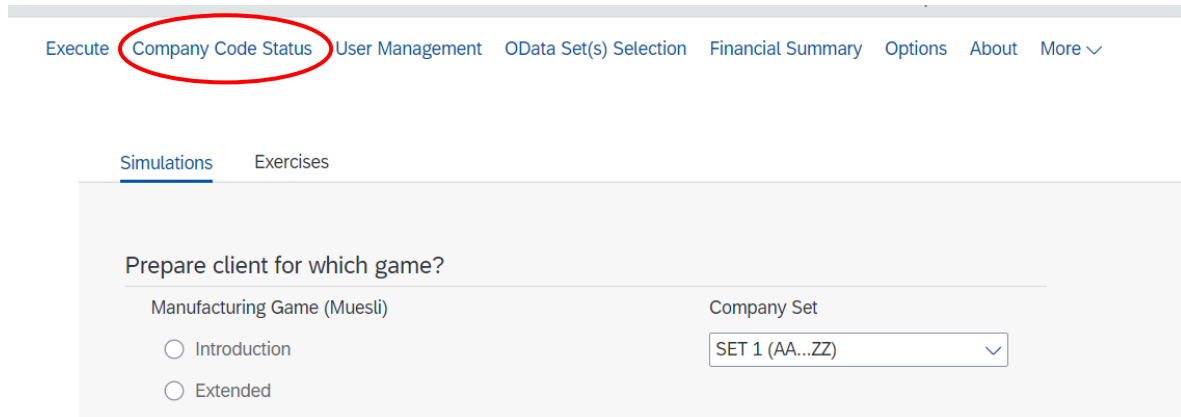 Execute Company Code Status User Management OData Set(s) Selection Financial Summary Options About More
Simulations Exercises
Prepare client for which game?
Manufacturing Game (Muesli) Company Set
Introduction SET 1 (AA...ZZ)
Extended